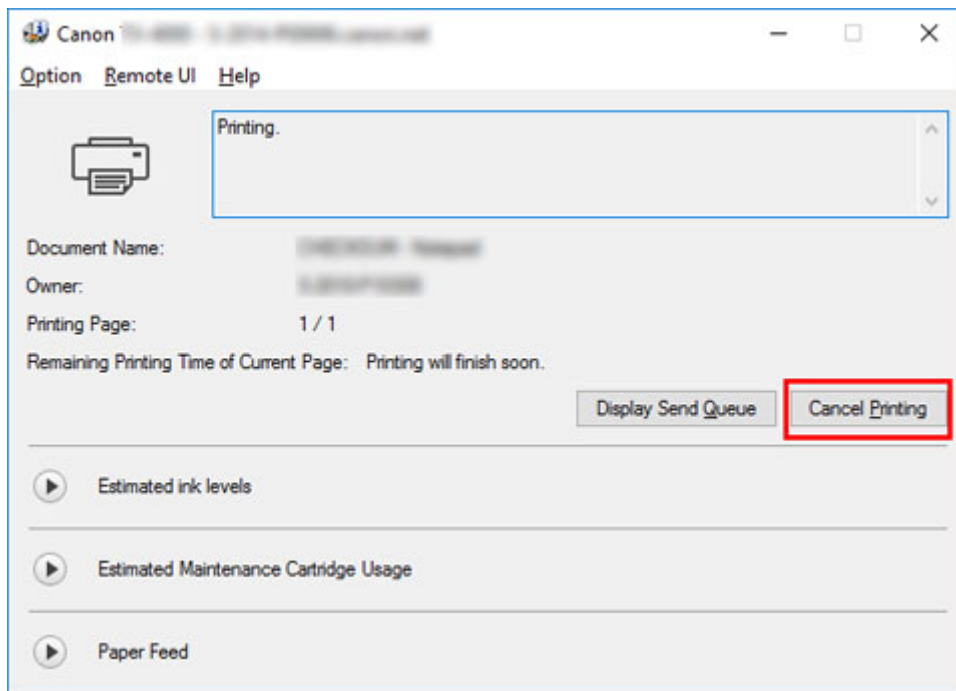 Canon
Option Remote UI Help
Printing.
Document Name:
Owner:
Printing Page: 1 / 1
Remaining Printing Time of Current Page: Printing will finish soon.
Display Send Queue Cancel Printing
Estimated ink levels
Estimated Maintenance Cartridge Usage
Paper Feed